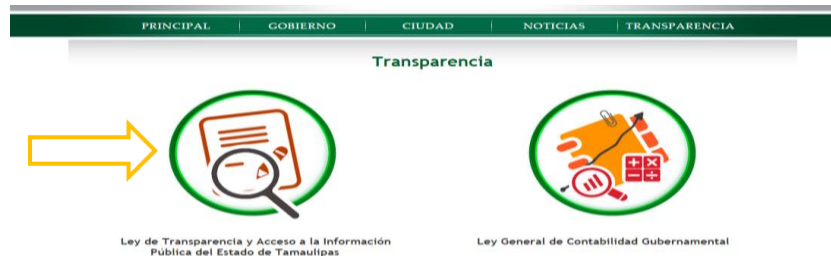 PRINCIPAL GOBIERNO CIUDAD NOTICIAS TRANSPARENCIA
Transparencia
Ley de Transparencia y Acceso a la Información
Pública del Estado de Tamaulipas
Ley General de Contabilidad Gubernamental